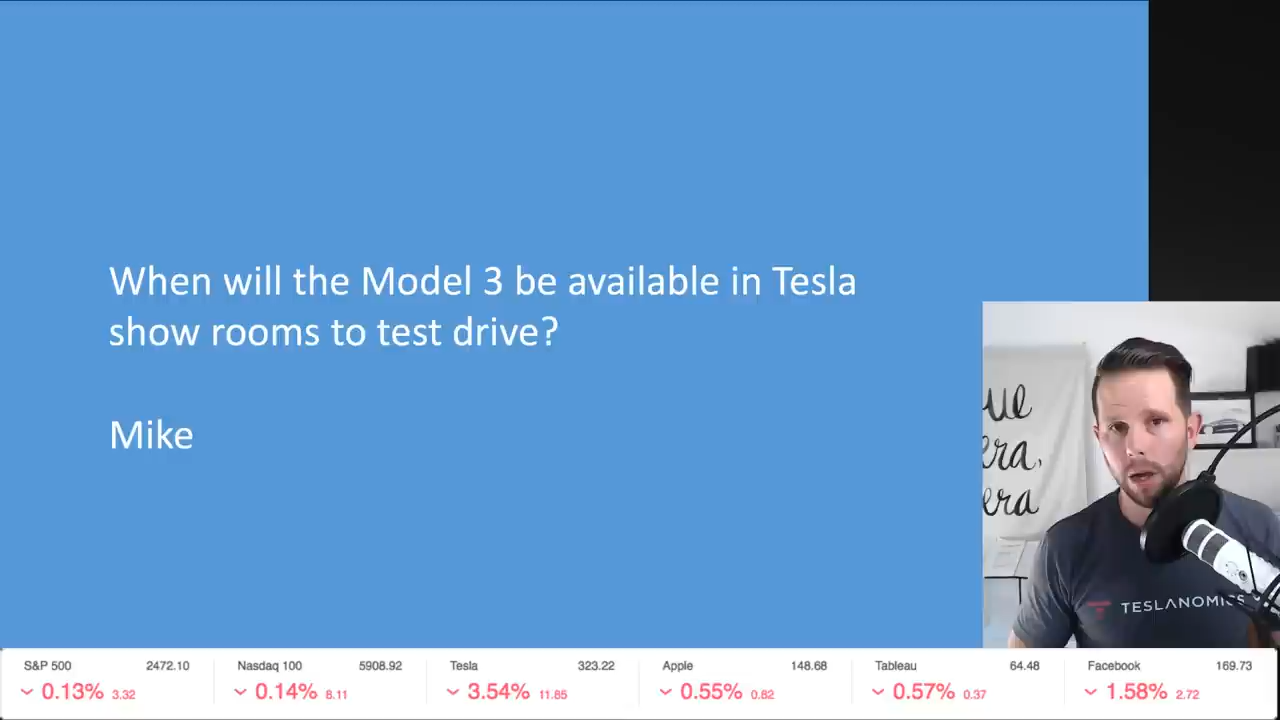 When will the Model 3 be available in Tesla
show rooms to test drive?
Mike
ue
era,
era
TESLANOMICS
S&P 500 2472.10
0.13% 3.32
Nasdaq 100 5908.92
0.14% 8.11
Tesla 323.22
3.54% 11.85
Apple 148.68
0.55% 0.82
Tableau 64.48
0.57% 0.37
Facebook 169.73
1.58% 2.72